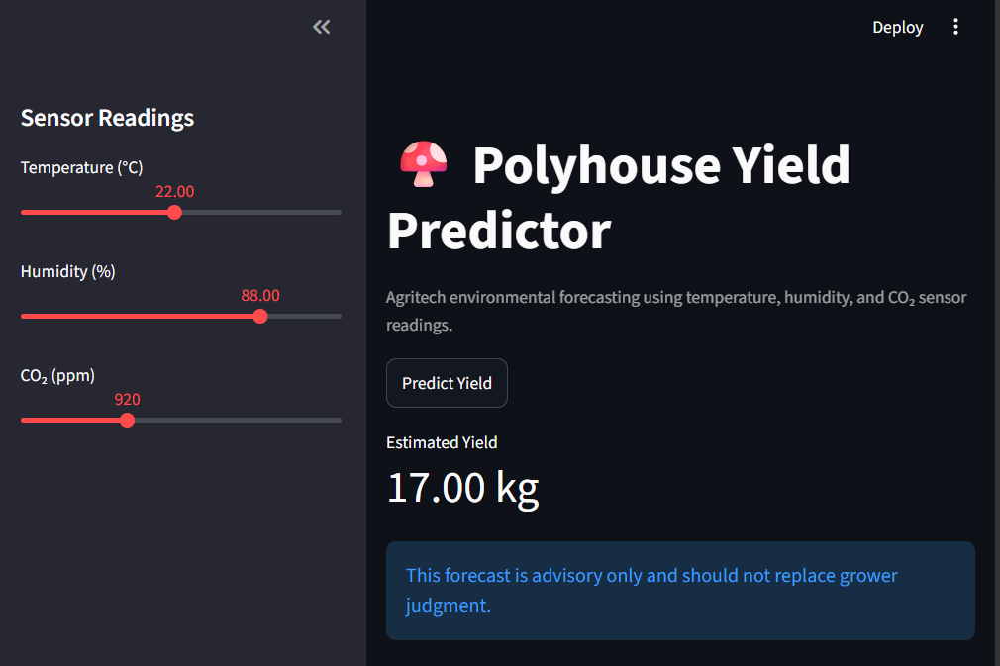 Deploy
Sensor Readings
Temperature (°C)
22.00
Humidity (%)
88.00
CO₂ (ppm)
920
Polyhouse Yield
Predictor
Agritech environmental forecasting using temperature, humidity, and CO₂ sensor
readings.
Predict Yield
Estimated Yield
17.00 kg
This forecast is advisory only and should not replace grower
judgment.